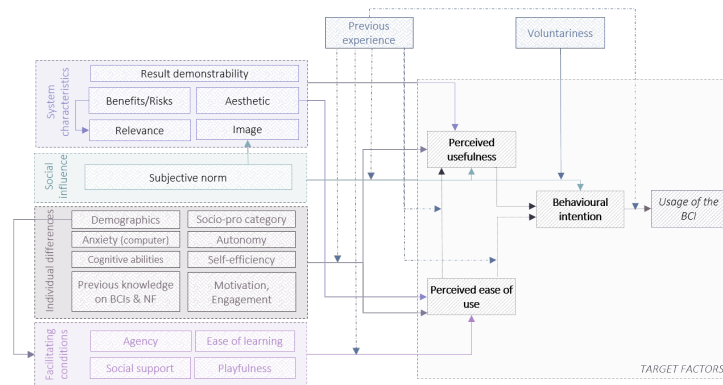 Previous
experience
Voluntariness
System
characteristics
Result demonstrability
Benefits/Risks
Aesthetic
Relevance
Image
Social
influence
Subjective norm
Individual differences
Demographics
Socio-pro category
Anxiety (computer)
Autonomy
Cognitive abilities
Self-efficiency
Previous knowledge
on BCIs & NF
Motivation,
Engagement
Facilitating
conditions
Agency
Ease of learning
Social support
Playfulness
Perceived
usefulness
Behavioural
intention
Usage of the
BCI
Perceived ease of
use
TARGET FACTORS